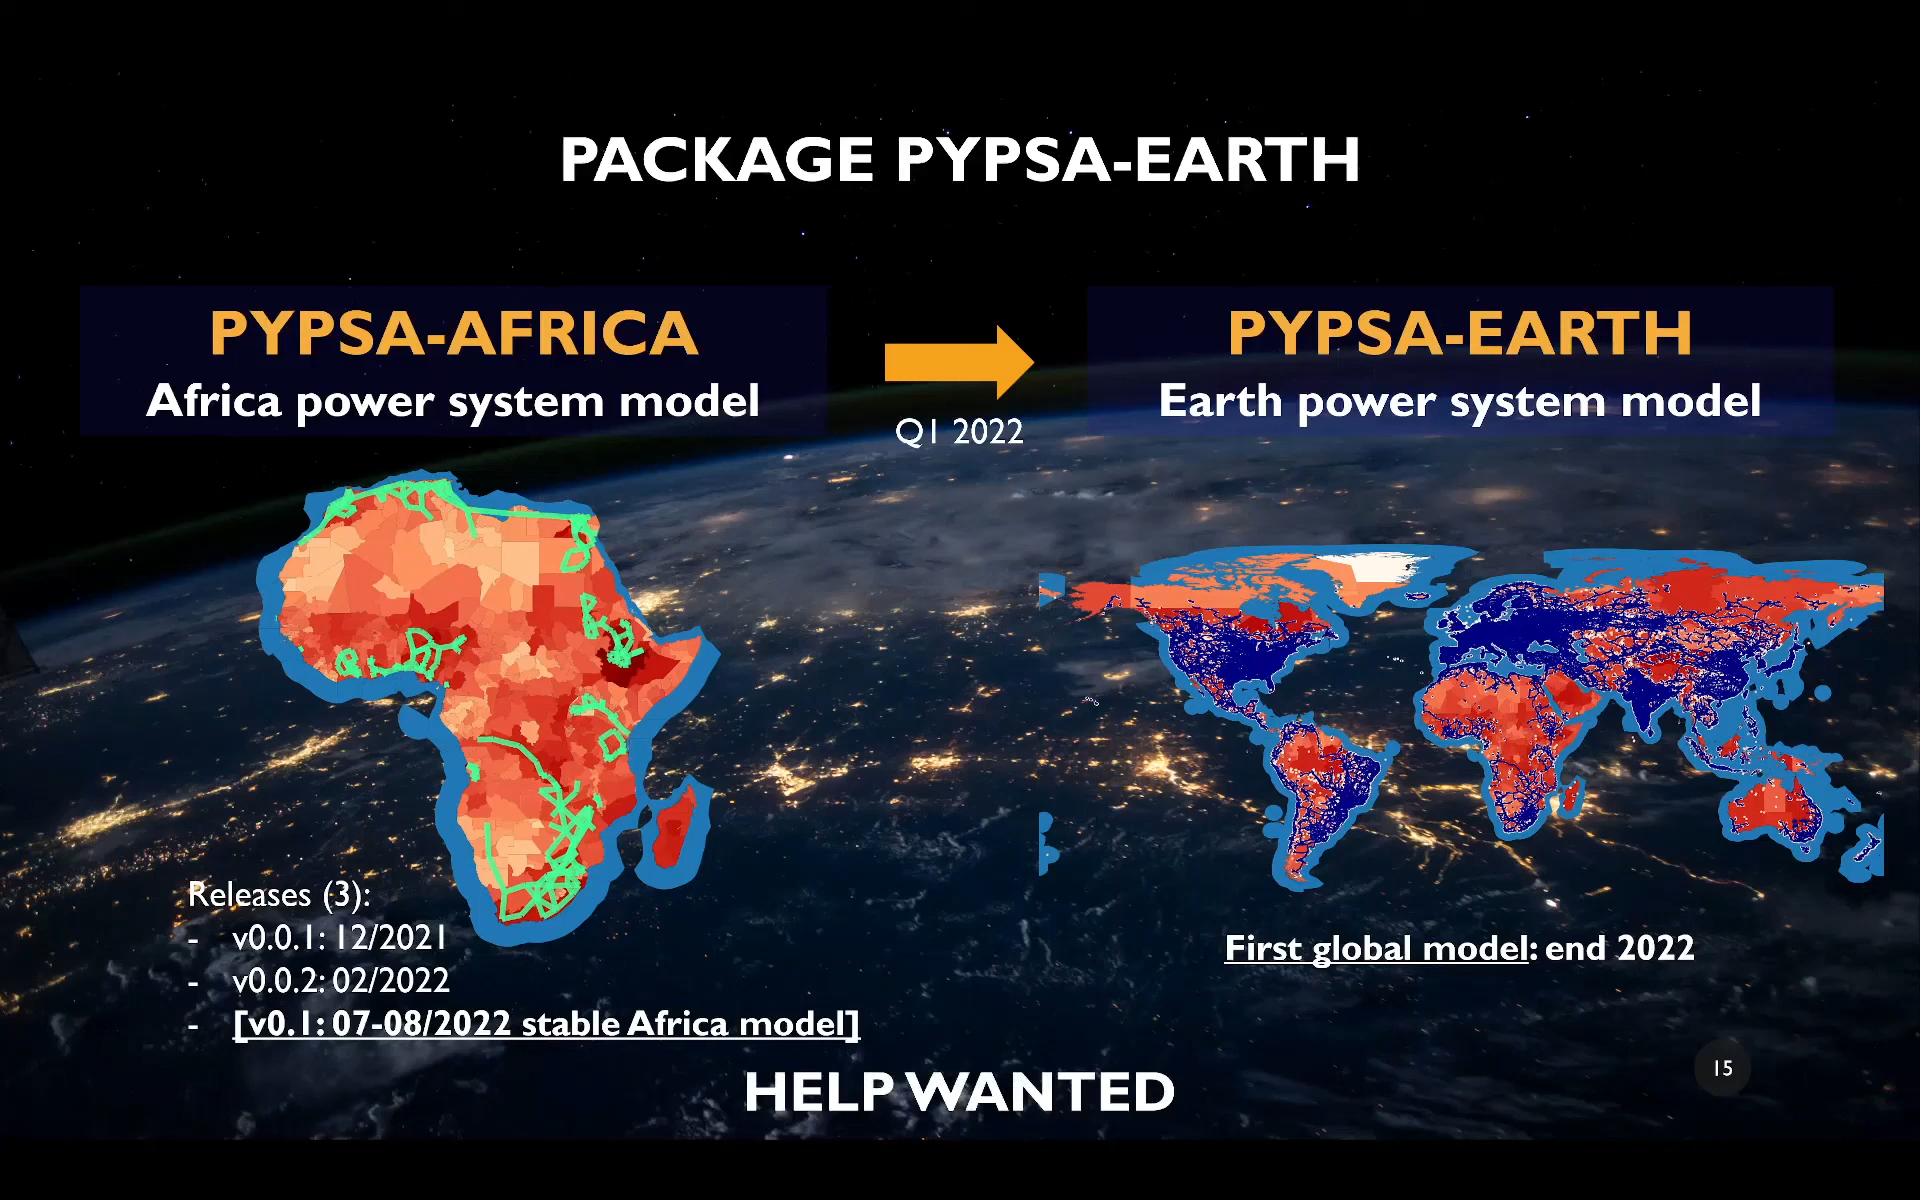 PACKAGE PYPSA-EARTH
PYPSA-AFRICA
Africa power system model
Q1 2022
PYPSA-EARTH
Earth power system model
Releases (3):
- v0.0.1: 12/2021
- v0.0.2: 02/2022
- [v0.1: 07-08/2022 stable Africa model]
First global model: end 2022
HELP WANTED
15